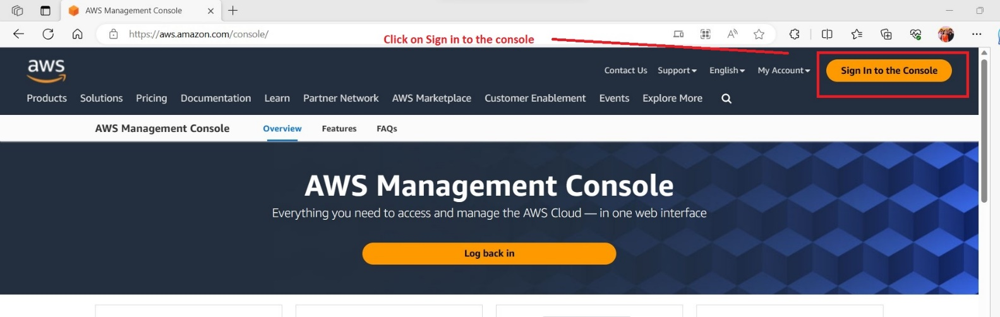 AWS Management Console
https://aws.amazon.com/console/
Click on Sign in to the console
aws
Contact Us Support English My Account Sign In to the Console
Products Solutions Pricing Documentation Learn Partner Network AWS Marketplace Customer Enablement Events Explore More
AWS Management Console Overview Features FAQs
AWS Management Console
Everything you need to access and manage the AWS Cloud — in one web interface
Log back in